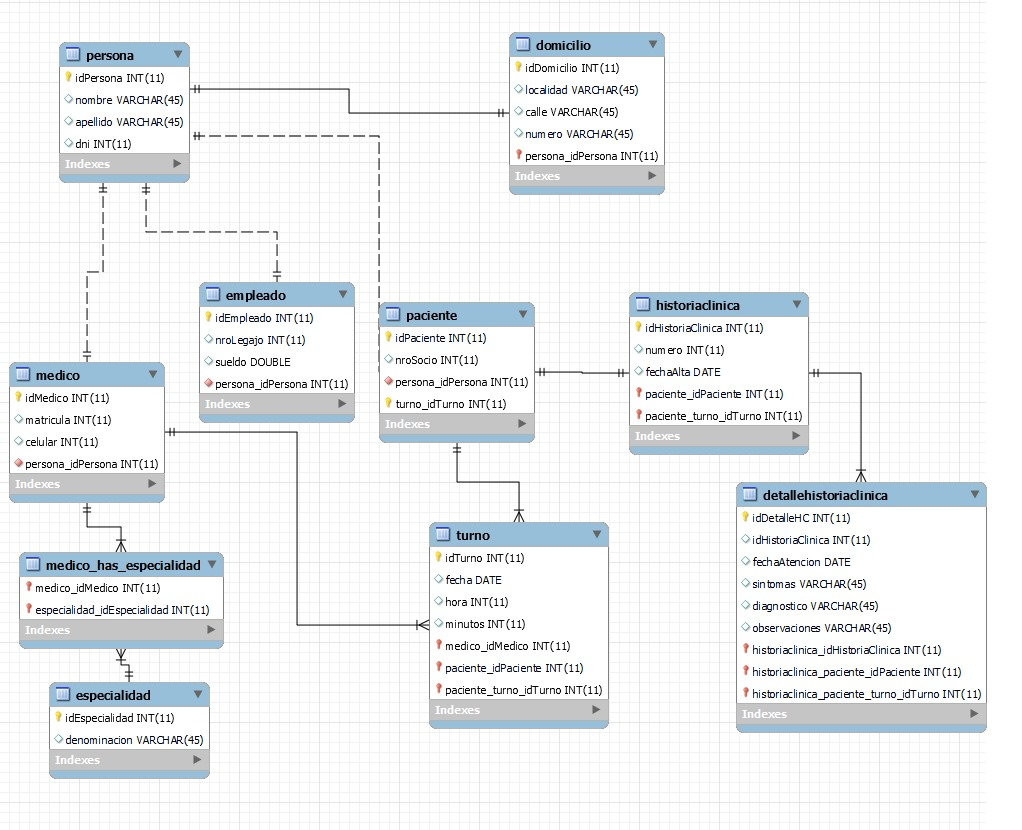 persona
idPersona INT(11)
nombre VARCHAR(45)
apellido VARCHAR(45)
dni INT(11)
Indexes
domicilio
idDomicilio INT(11)
localidad VARCHAR(45)
calle VARCHAR(45)
numero VARCHAR(45)
persona_idPersona INT(11)
Indexes
empleado
idEmpleado INT(11)
nroLegajo INT(11)
sueldo DOUBLE
persona_idPersona INT(11)
Indexes
paciente
idPaciente INT(11)
nroSocio INT(11)
persona_idPersona INT(11)
turno_idTurno INT(11)
Indexes
historiaclinica
idHistoriaClinica INT(11)
numero INT(11)
fechaAlta DATE
paciente_idPaciente INT(11)
paciente_turno_idTurno INT(11)
Indexes
medico
idMedico INT(11)
matricula INT(11)
celular INT(11)
persona_idPersona INT(11)
Indexes
detallehistoriaclinica
idDetalleHC INT(11)
idHistoriaClinica INT(11)
fechaAtencion DATE
sintomas VARCHAR(45)
diagnostico VARCHAR(45)
observaciones VARCHAR(45)
historiaclinica_idHistoriaClinica INT(11)
historiaclinica_paciente_idPaciente INT(11)
historiaclinica_paciente_turno_idTurno INT(11)
Indexes
turno
idTurno INT(11)
fecha DATE
hora INT(11)
minutos INT(11)
medico_idMedico INT(11)
paciente_idPaciente INT(11)
paciente_turno_idTurno INT(11)
Indexes
medico_has_especialidad
medico_idMedico INT(11)
especialidad_idEspecialidad INT(11)
Indexes
especialidad
idEspecialidad INT(11)
denominacion VARCHAR(45)
Indexes